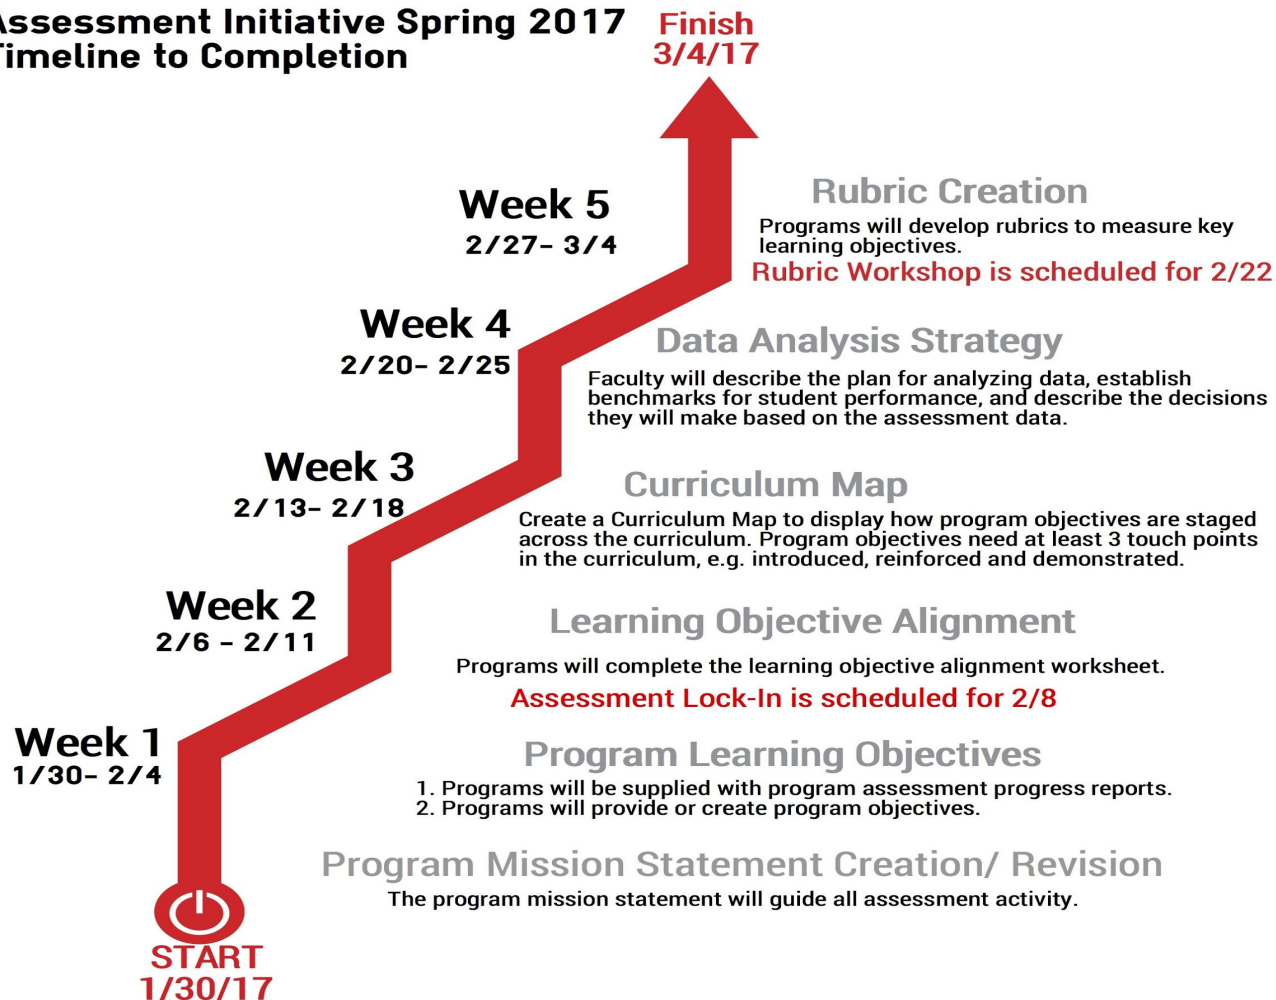 Assessment Initiative Spring 2017
Timeline to Completion
Finish
3/4/17
Week 5
2/27– 3/4
Rubric Creation
Programs will develop rubrics to measure key
learning objectives.
Rubric Workshop is scheduled for 2/22
Week 4
2/20– 2/25
Data Analysis Strategy
Faculty will describe the plan for analyzing data, establish
benchmarks for student performance, and describe the decisions
they will make based on the assessment data.
Week 3
2/13– 2/18
Curriculum Map
Create a Curriculum Map to display how program objectives are staged
across the curriculum. Program objectives need at least 3 touch points
in the curriculum, e.g. introduced, reinforced and demonstrated.
Week 2
2/6 – 2/11
Learning Objective Alignment
Programs will complete the learning objective alignment worksheet.
Assessment Lock-In is scheduled for 2/8
Week 1
1/30– 2/4
Program Learning Objectives
1. Programs will be supplied with program assessment progress reports.
2. Programs will provide or create program objectives.
Program Mission Statement Creation/ Revision
The program mission statement will guide all assessment activity.
START
1/30/17